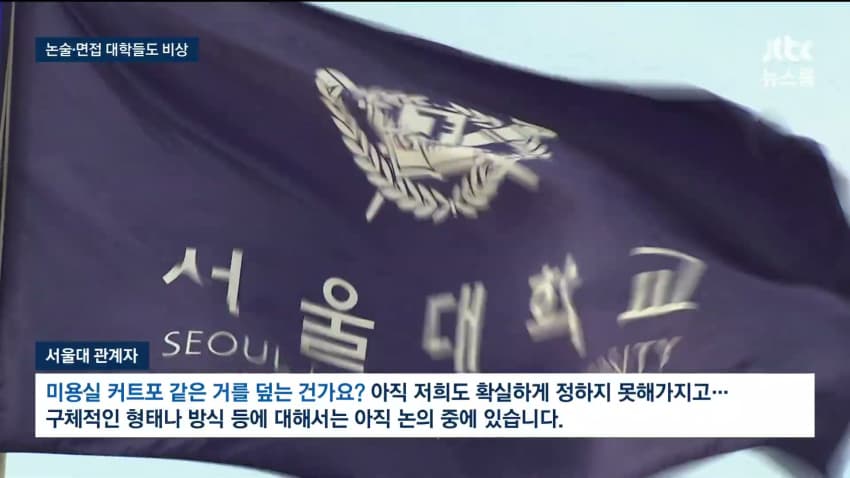 논술·면접 대학들도 비상
jtbc
뉴스룸
서울대학교
SEOUL
서울대 관계자
미용실 커트포 같은 거를 덮는 건가요? 아직 저희도 확실하게 정하지 못해가지고…
구체적인 형태나 방식 등에 대해서는 아직 논의 중에 있습니다.